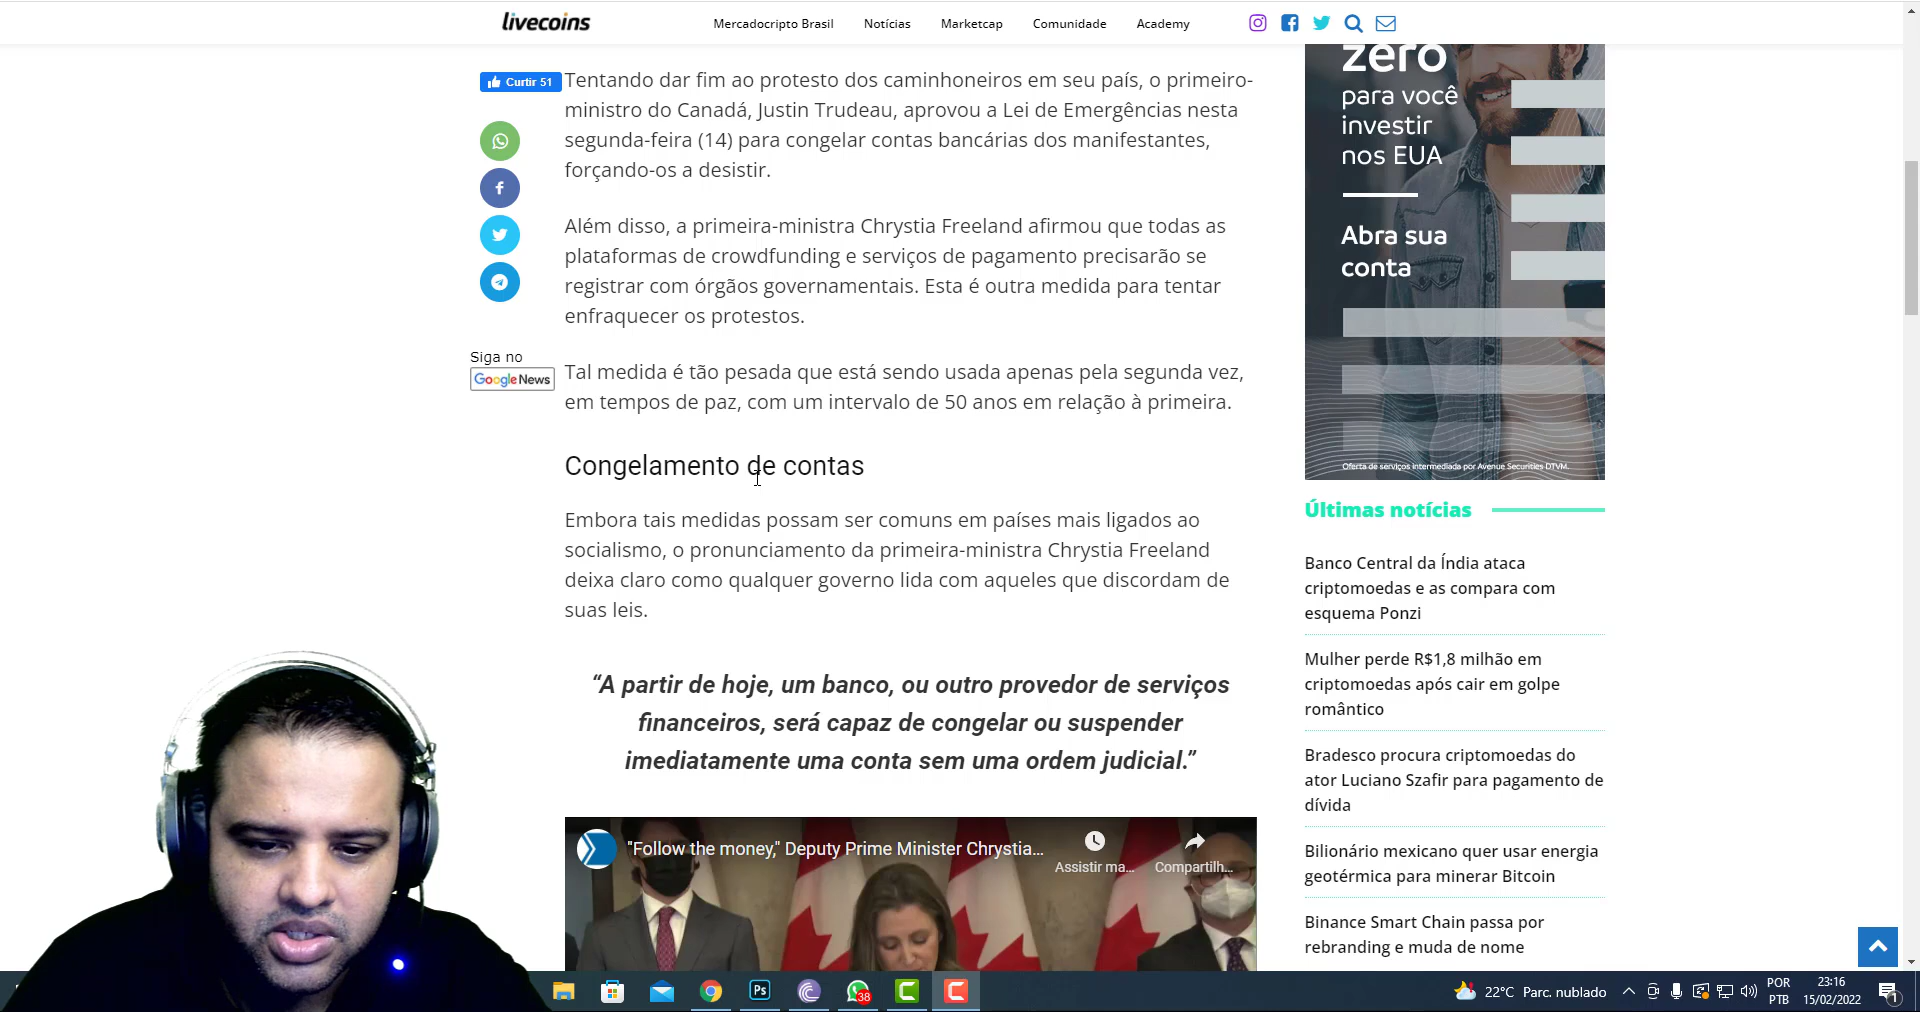 livecoins
Mercadocripto Brasil
Notícias
Marketcap
Comunidade
Academy
Curtir 51
Tentando dar fim ao protesto dos caminhoneiros em seu país, o primeiro-
ministro do Canadá, Justin Trudeau, aprovou a Lei de Emergências nesta
segunda-feira (14) para congelar contas bancárias dos manifestantes,
forçando-os a desistir.
Além disso, a primeira-ministra Chrystia Freeland afirmou que todas as
plataformas de crowdfunding e serviços de pagamento precisarão se
registrar com órgãos governamentais. Esta é outra medida para tentar
enfraquecer os protestos.
Siga no
Google News
Tal medida é tão pesada que está sendo usada apenas pela segunda vez,
em tempos de paz, com um intervalo de 50 anos em relação à primeira.
Congelamento de contas
Embora tais medidas possam ser comuns em países mais ligados ao
socialismo, o pronunciamento da primeira-ministra Chrystia Freeland
deixa claro como qualquer governo lida com aqueles que discordam de
suas leis.
“A partir de hoje, um banco, ou outro provedor de serviços
financeiros, será capaz de congelar ou suspender
imediatamente uma conta sem uma ordem judicial.”
"Follow the money," Deputy Prime Minister Chrystia...
Assistir ma...
Compartilh...
zero
para você
investir
nos EUA
Abra sua
conta
Oferta de serviços intermediada por Avenue Securities DTVM.
Últimas notícias
Banco Central da Índia ataca
criptomoedas e as compara com
esquema Ponzi
Mulher perde R$1,8 milhão em
criptomoedas após cair em golpe
romântico
Bradesco procura criptomoedas do
ator Luciano Szafir para pagamento de
dívida
Bilionário mexicano quer usar energia
geotérmica para minerar Bitcoin
Binance Smart Chain passa por
rebranding e muda de nome
Ps
38
22°C Parc. nublado
POR
PTB
23:16
15/02/2022
1